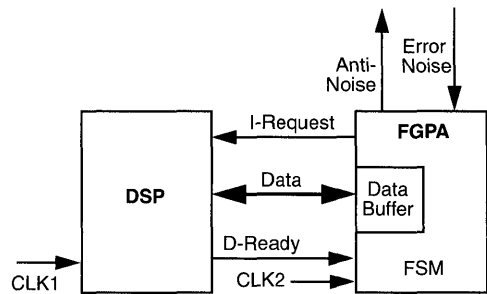 Anti-
Noise
Error
Noise
I-Request
FGPA
DSP
Data
Data
Buffer
D-Ready
CLK1
CLK2
FSM